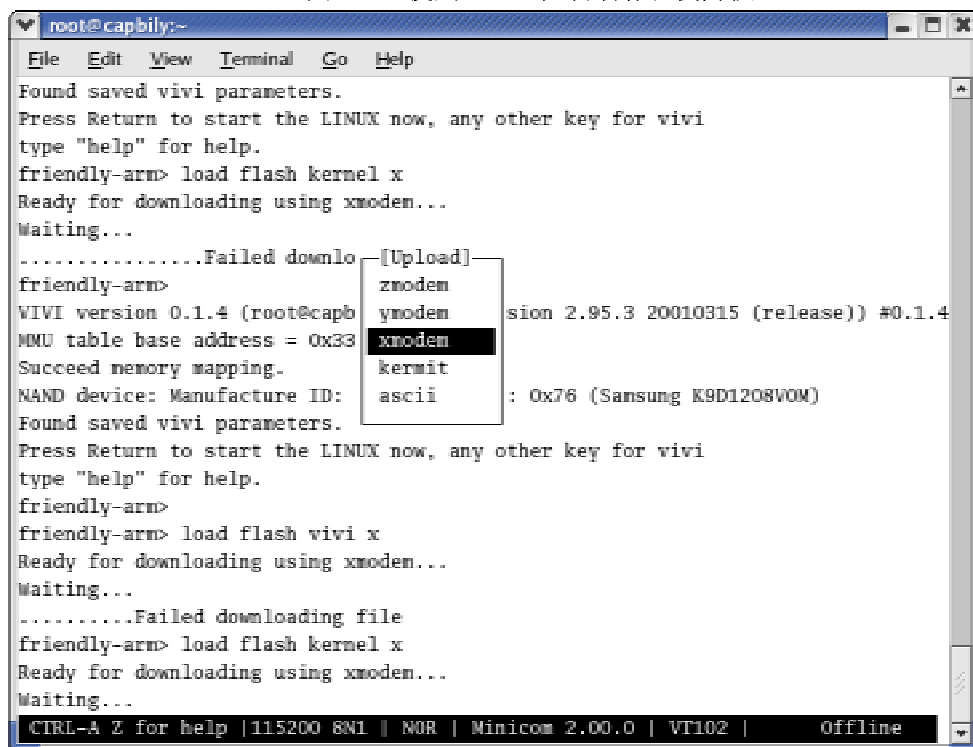 root@capbily:~
File Edit View Terminal Go Help
Found saved vivi parameters.
Press Return to start the LINUX now, any other key for vivi
type "help" for help.
friendly-arm> load flash kernel x
Ready for downloading using xmodem...
Waiting...
................Failed downlo
[Upload]
friendly-arm>
zmodem
VIVI version 0.1.4 (root@capb
ymodem
sion 2.95.3 20010315 (release)) #0.1.4
MMU table base address = 0x33
xmodem
Succeed memory mapping.
kermit
NAND device: Manufacture ID:
ascii
: 0x76 (Samsung K9D1208V0M)
Found saved vivi parameters.
Press Return to start the LINUX now, any other key for vivi
type "help" for help.
friendly-arm>
friendly-arm> load flash vivi x
Ready for downloading using xmodem...
Waiting...
..........Failed downloading file
friendly-arm> load flash kernel x
Ready for downloading using xmodem...
Waiting...
CTRL-A Z for help |115200 8N1 | NOR | Minicom 2.00.0 | VT102 | Offline